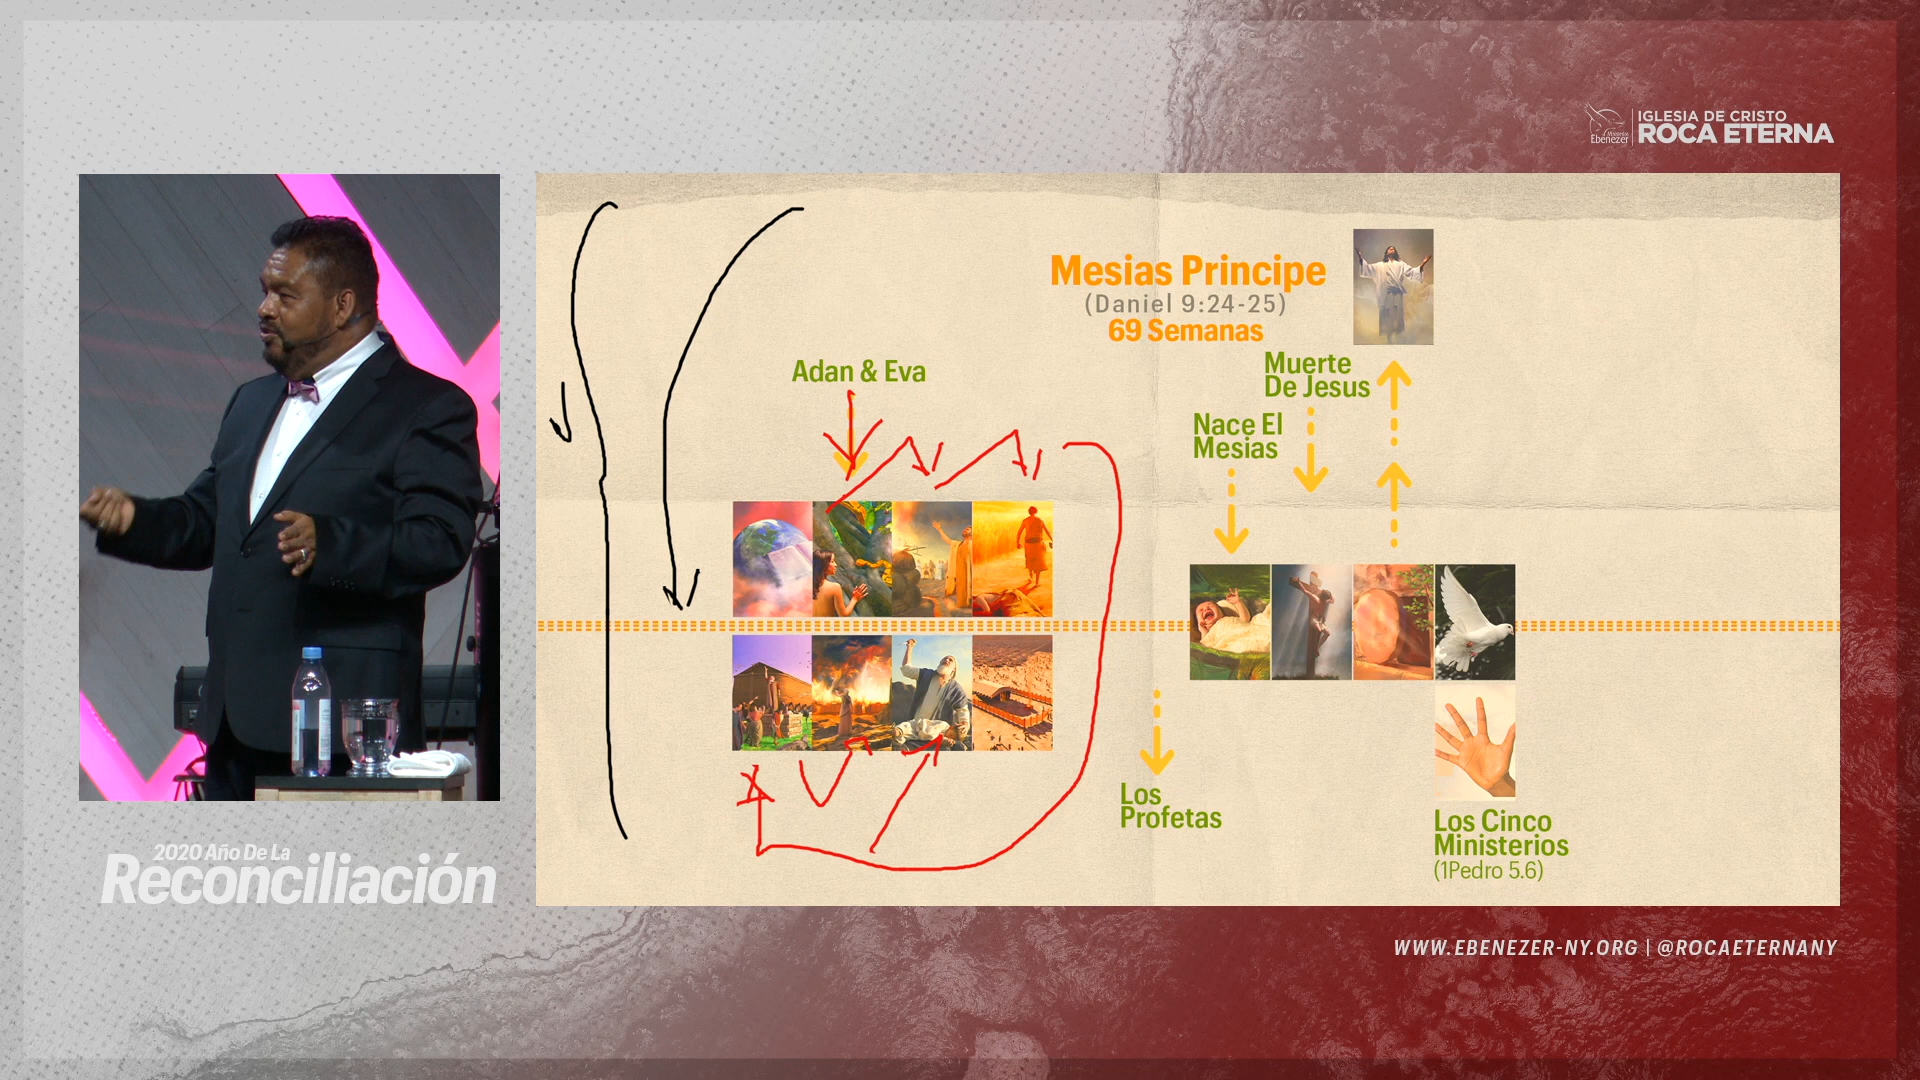 Ministerios
Ebenezer
IGLESIA DE CRISTO
ROCA ETERNA
Mesias Principe
(Daniel 9:24-25)
69 Semanas
Adan & Eva
Muerte
De Jesus
Nace El
Mesias
Los
Profetas
Los Cinco
Ministerios
(1Pedro 5.6)
2020 Año De La
Reconciliación
WWW.EBENEZER-NY.ORG | @ROCAETERNANY